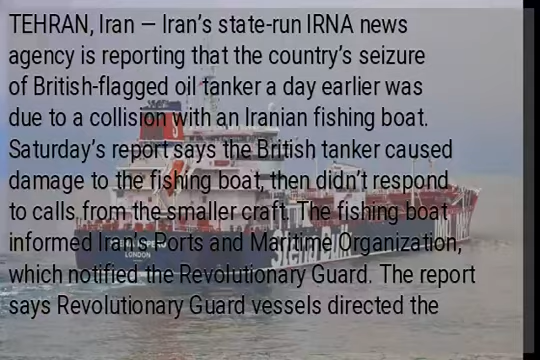 TEHRAN, Iran — Iran’s state-run IRNA news
agency is reporting that the country’s seizure
of British-flagged oil tanker a day earlier was
due to a collision with an Iranian fishing boat.
Saturday’s report says the British tanker caused
damage to the fishing boat, then didn’t respond
to calls from the smaller craft. The fishing boat
informed Iran’s Ports and Maritime Organization,
which notified the Revolutionary Guard. The report
says Revolutionary Guard vessels directed the
S
LONDON
Stena Bulk